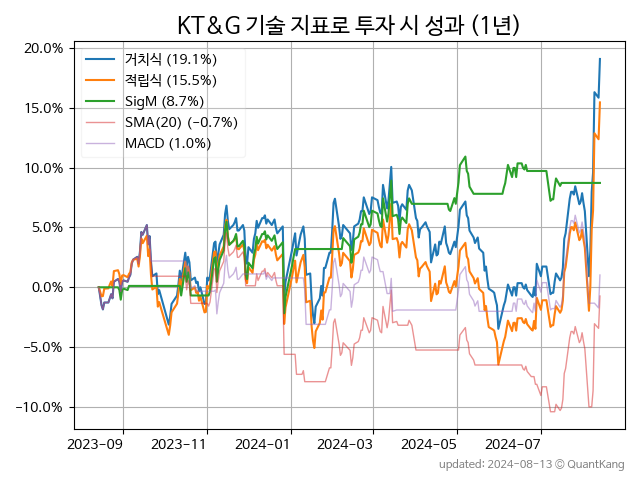 KT&G 기술 지표로 투자 시 성과 (1년)
20.0%
15.0%
10.0%
5.0%
0.0%
−5.0%
−10.0%
거치식 (19.1%)
적립식 (15.5%)
SigM (8.7%)
SMA(20) (−0.7%)
MACD (1.0%)
2023-09 2023-11 2024-01 2024-03 2024-05 2024-07
updated: 2024-08-13 ⓒ QuantKang